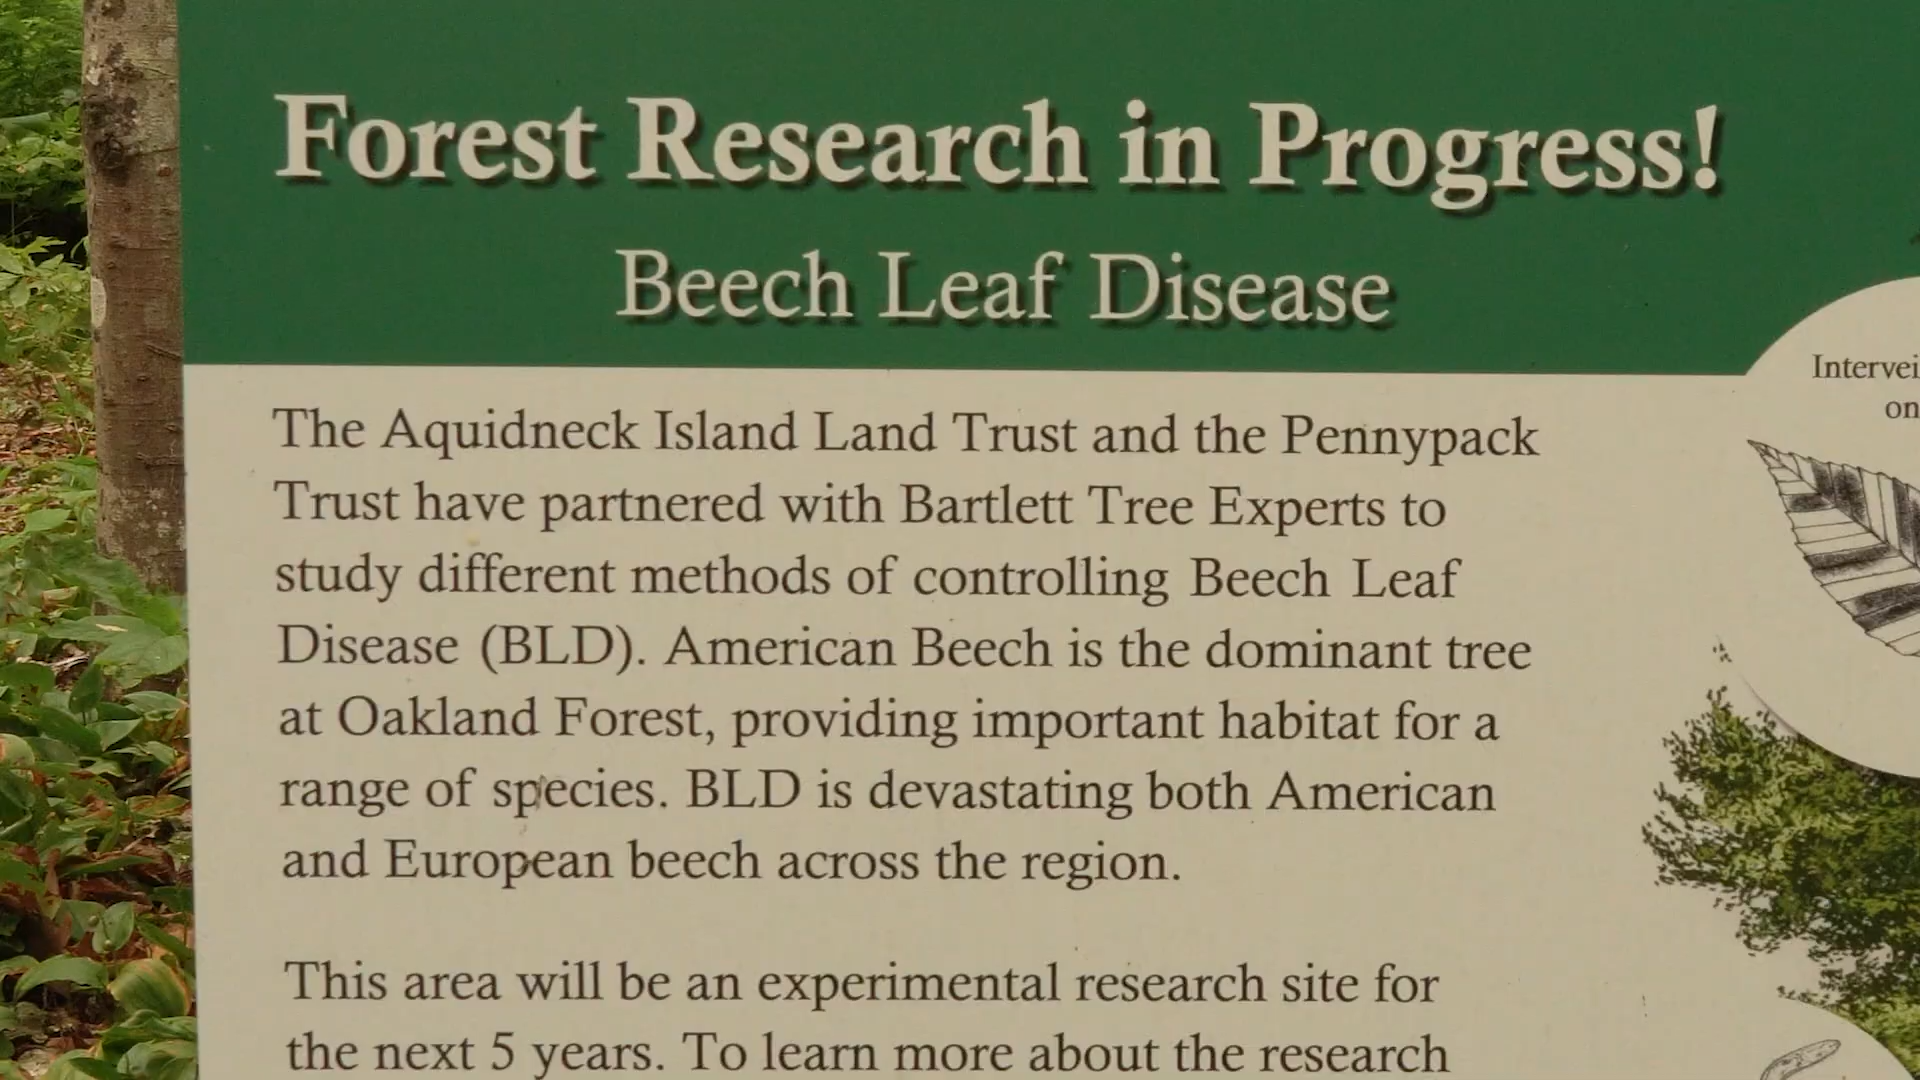 Forest Research in Progress!
Beech Leaf Disease
The Aquidneck Island Land Trust and the Pennypack
Trust have partnered with Bartlett Tree Experts to
study different methods of controlling Beech Leaf
Disease (BLD). American Beech is the dominant tree
at Oakland Forest, providing important habitat for a
range of species. BLD is devastating both American
and European beech across the region.
This area will be an experimental research site for
the next 5 years. To learn more about the research
on